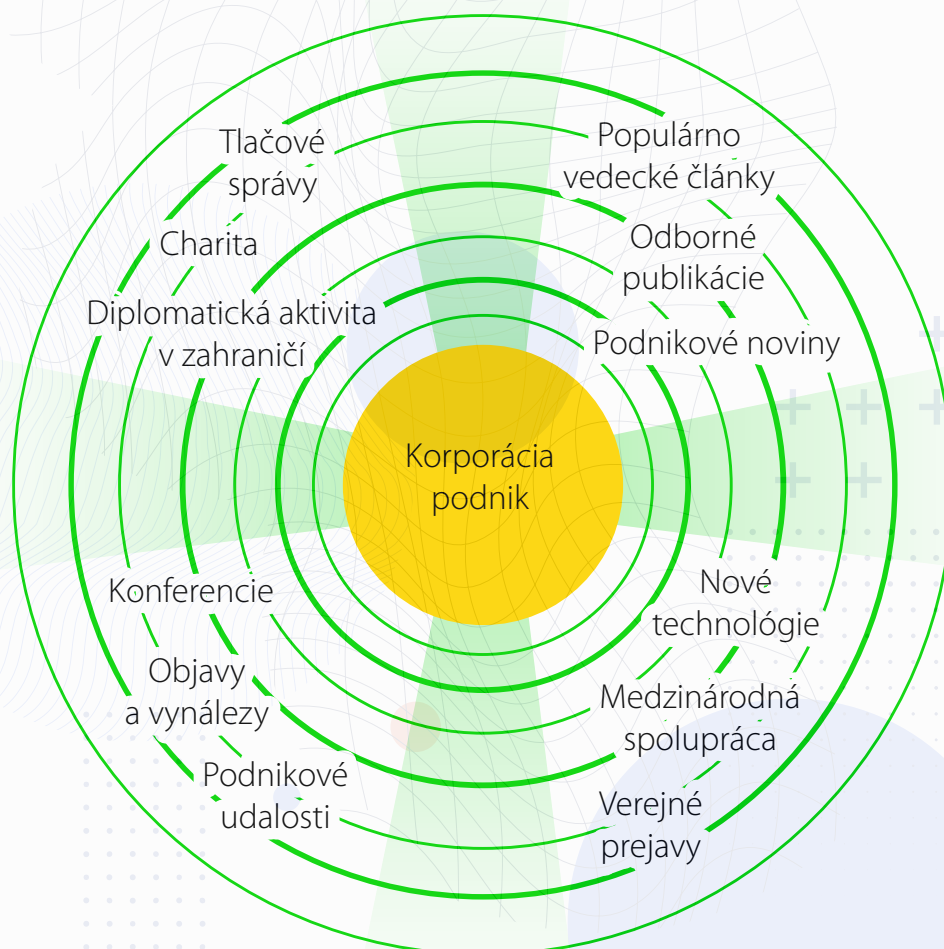 Tlačové
správy
Populárno
vedecké články
Charita
Odborné
publikácie
Diplomatická aktivita
v zahraničí
Podnikové noviny
Korporácia
podnik
Konferencie
Nové
technológie
Objavy
a vynálezy
Medzinárodná
spolupráca
Podnikové
udalosti
Verejné
prejavy